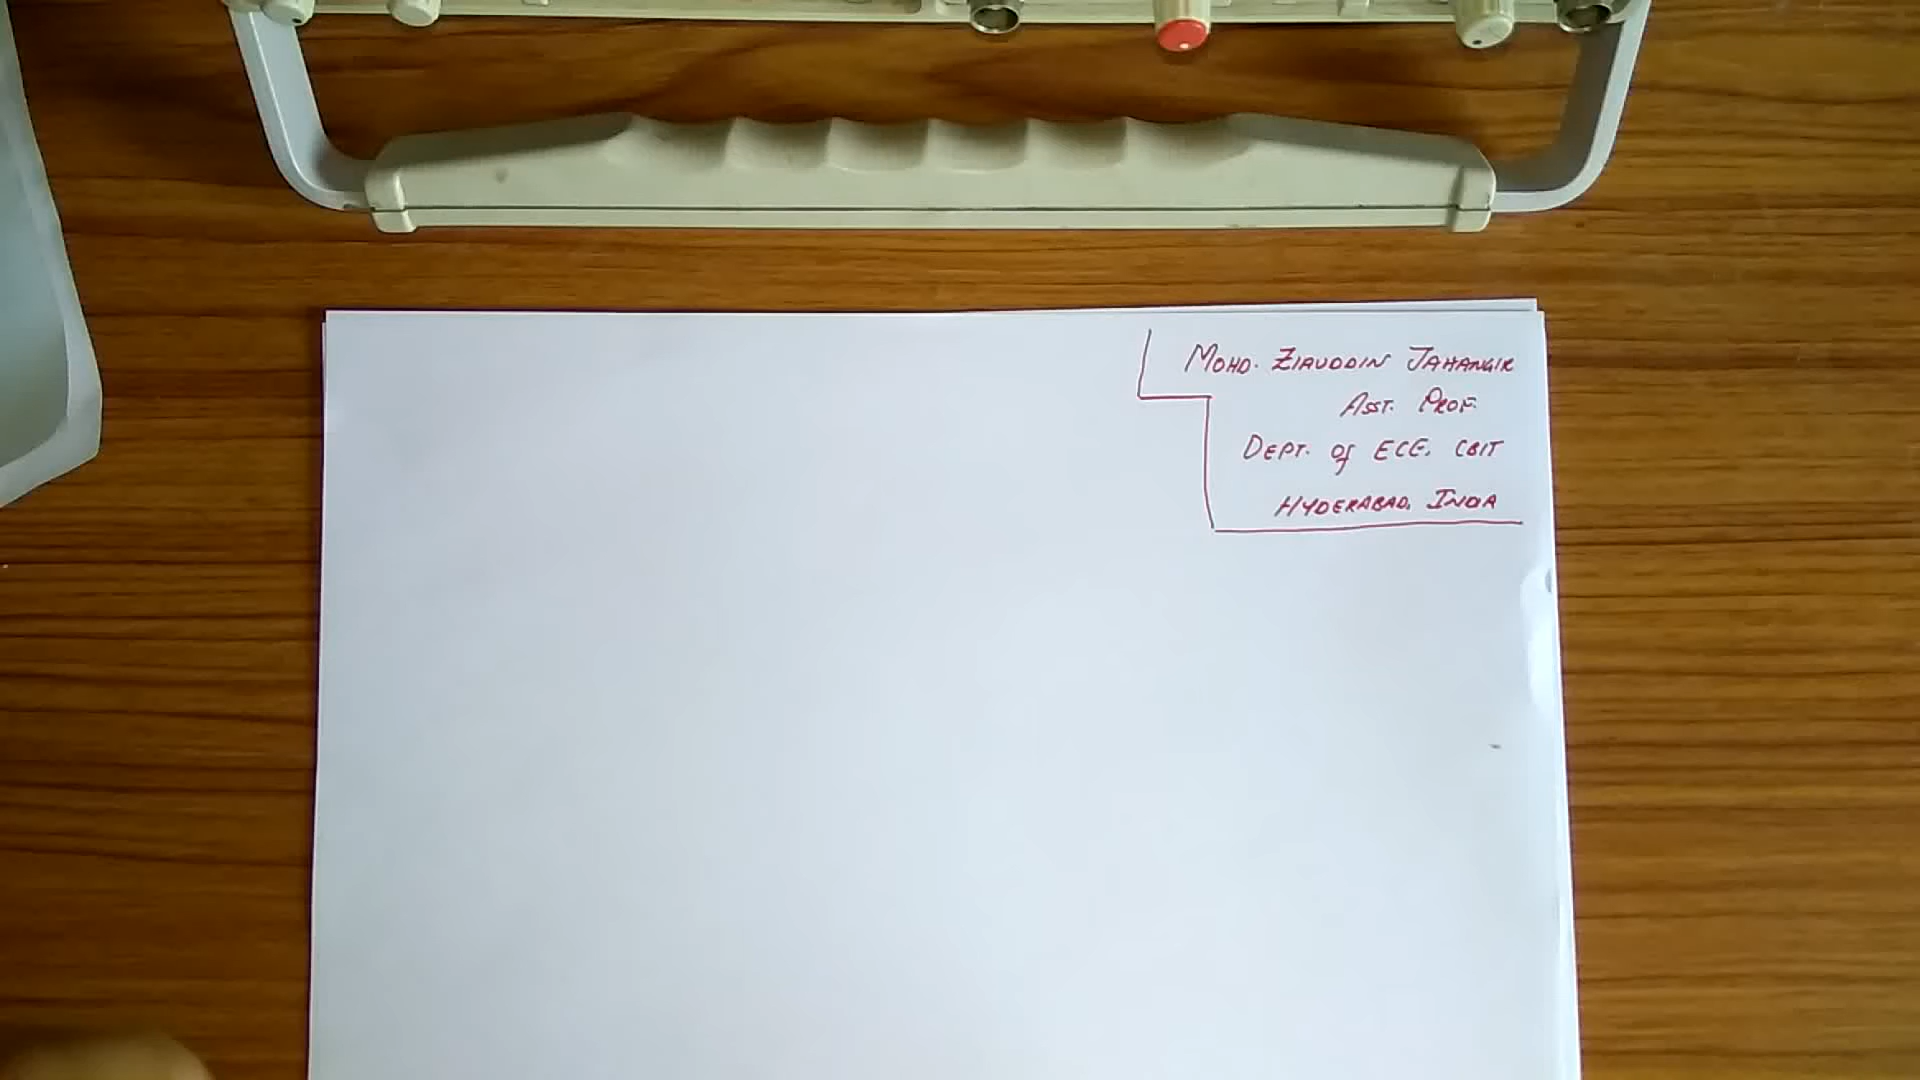 MOHD. ZIAUDDIN JAHANGIR
ASST. PROF.
DEPT. of ECE, CBIT
HYDERABAD, INDIA